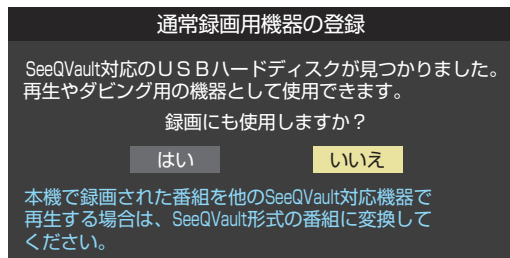 通常録画用機器の登録
SeeQVault対応のＵＳＢハードディスクが見つかりました。
再生やダビング用の機器として使用できます。
録画にも使用しますか？
はい いいえ
本機で録画された番組を他のSeeQVault対応機器で
再生する場合は、SeeQVault形式の番組に変換して
ください。